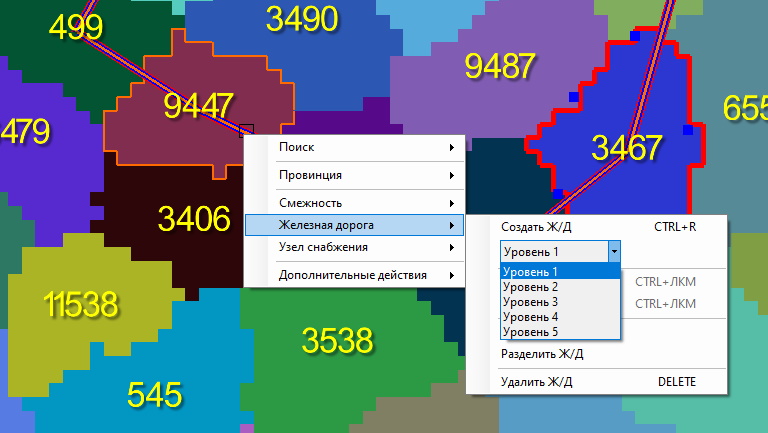 3490
499
9487
9447
655
479
3467
Поиск
Провинция
Смежность
3406
Железная дорога
Создать Ж/Д CTRL+R
Узел снабжения
Уровень 1
Дополнительные действия
Уровень 1
CTRL+ЛКМ
Уровень 2
11538
Уровень 3
CTRL+ЛКМ
Уровень 4
Уровень 5
3538
Разделить Ж/Д
Удалить Ж/Д DELETE
545